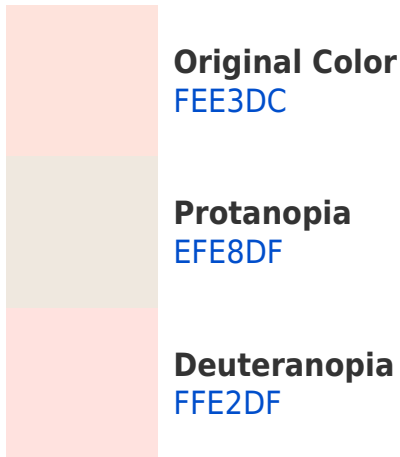 Original Color
FEE3DC
Protanopia
EFE8DF
Deuteranopia
FFE2DF